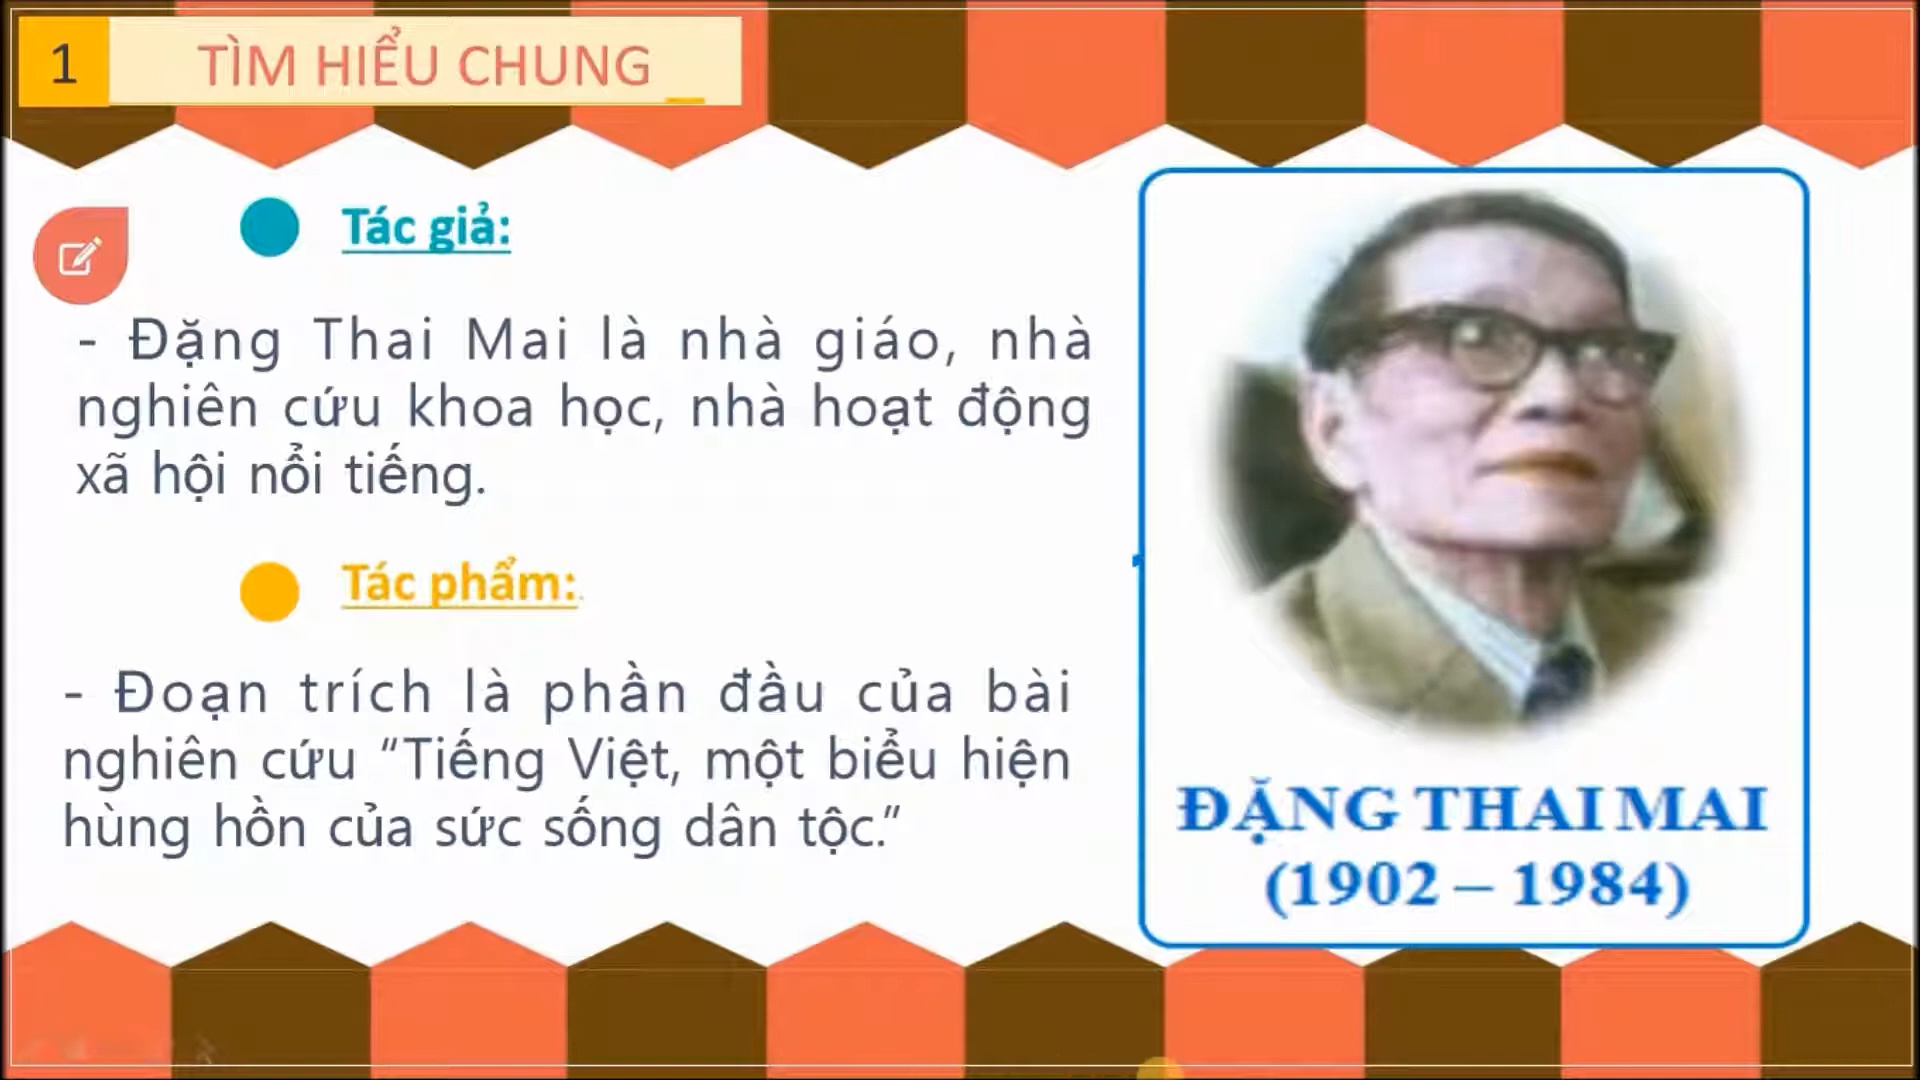 1 TÌM HIỂU CHUNG
Tác giả:
- Đặng Thai Mai là nhà giáo, nhà
nghiên cứu khoa học, nhà hoạt động
xã hội nổi tiếng.
Tác phẩm:
- Đoạn trích là phần đầu của bài
nghiên cứu “Tiếng Việt, một biểu hiện
hùng hồn của sức sống dân tộc.”
ĐẶNG THAI MAI
(1902 – 1984)